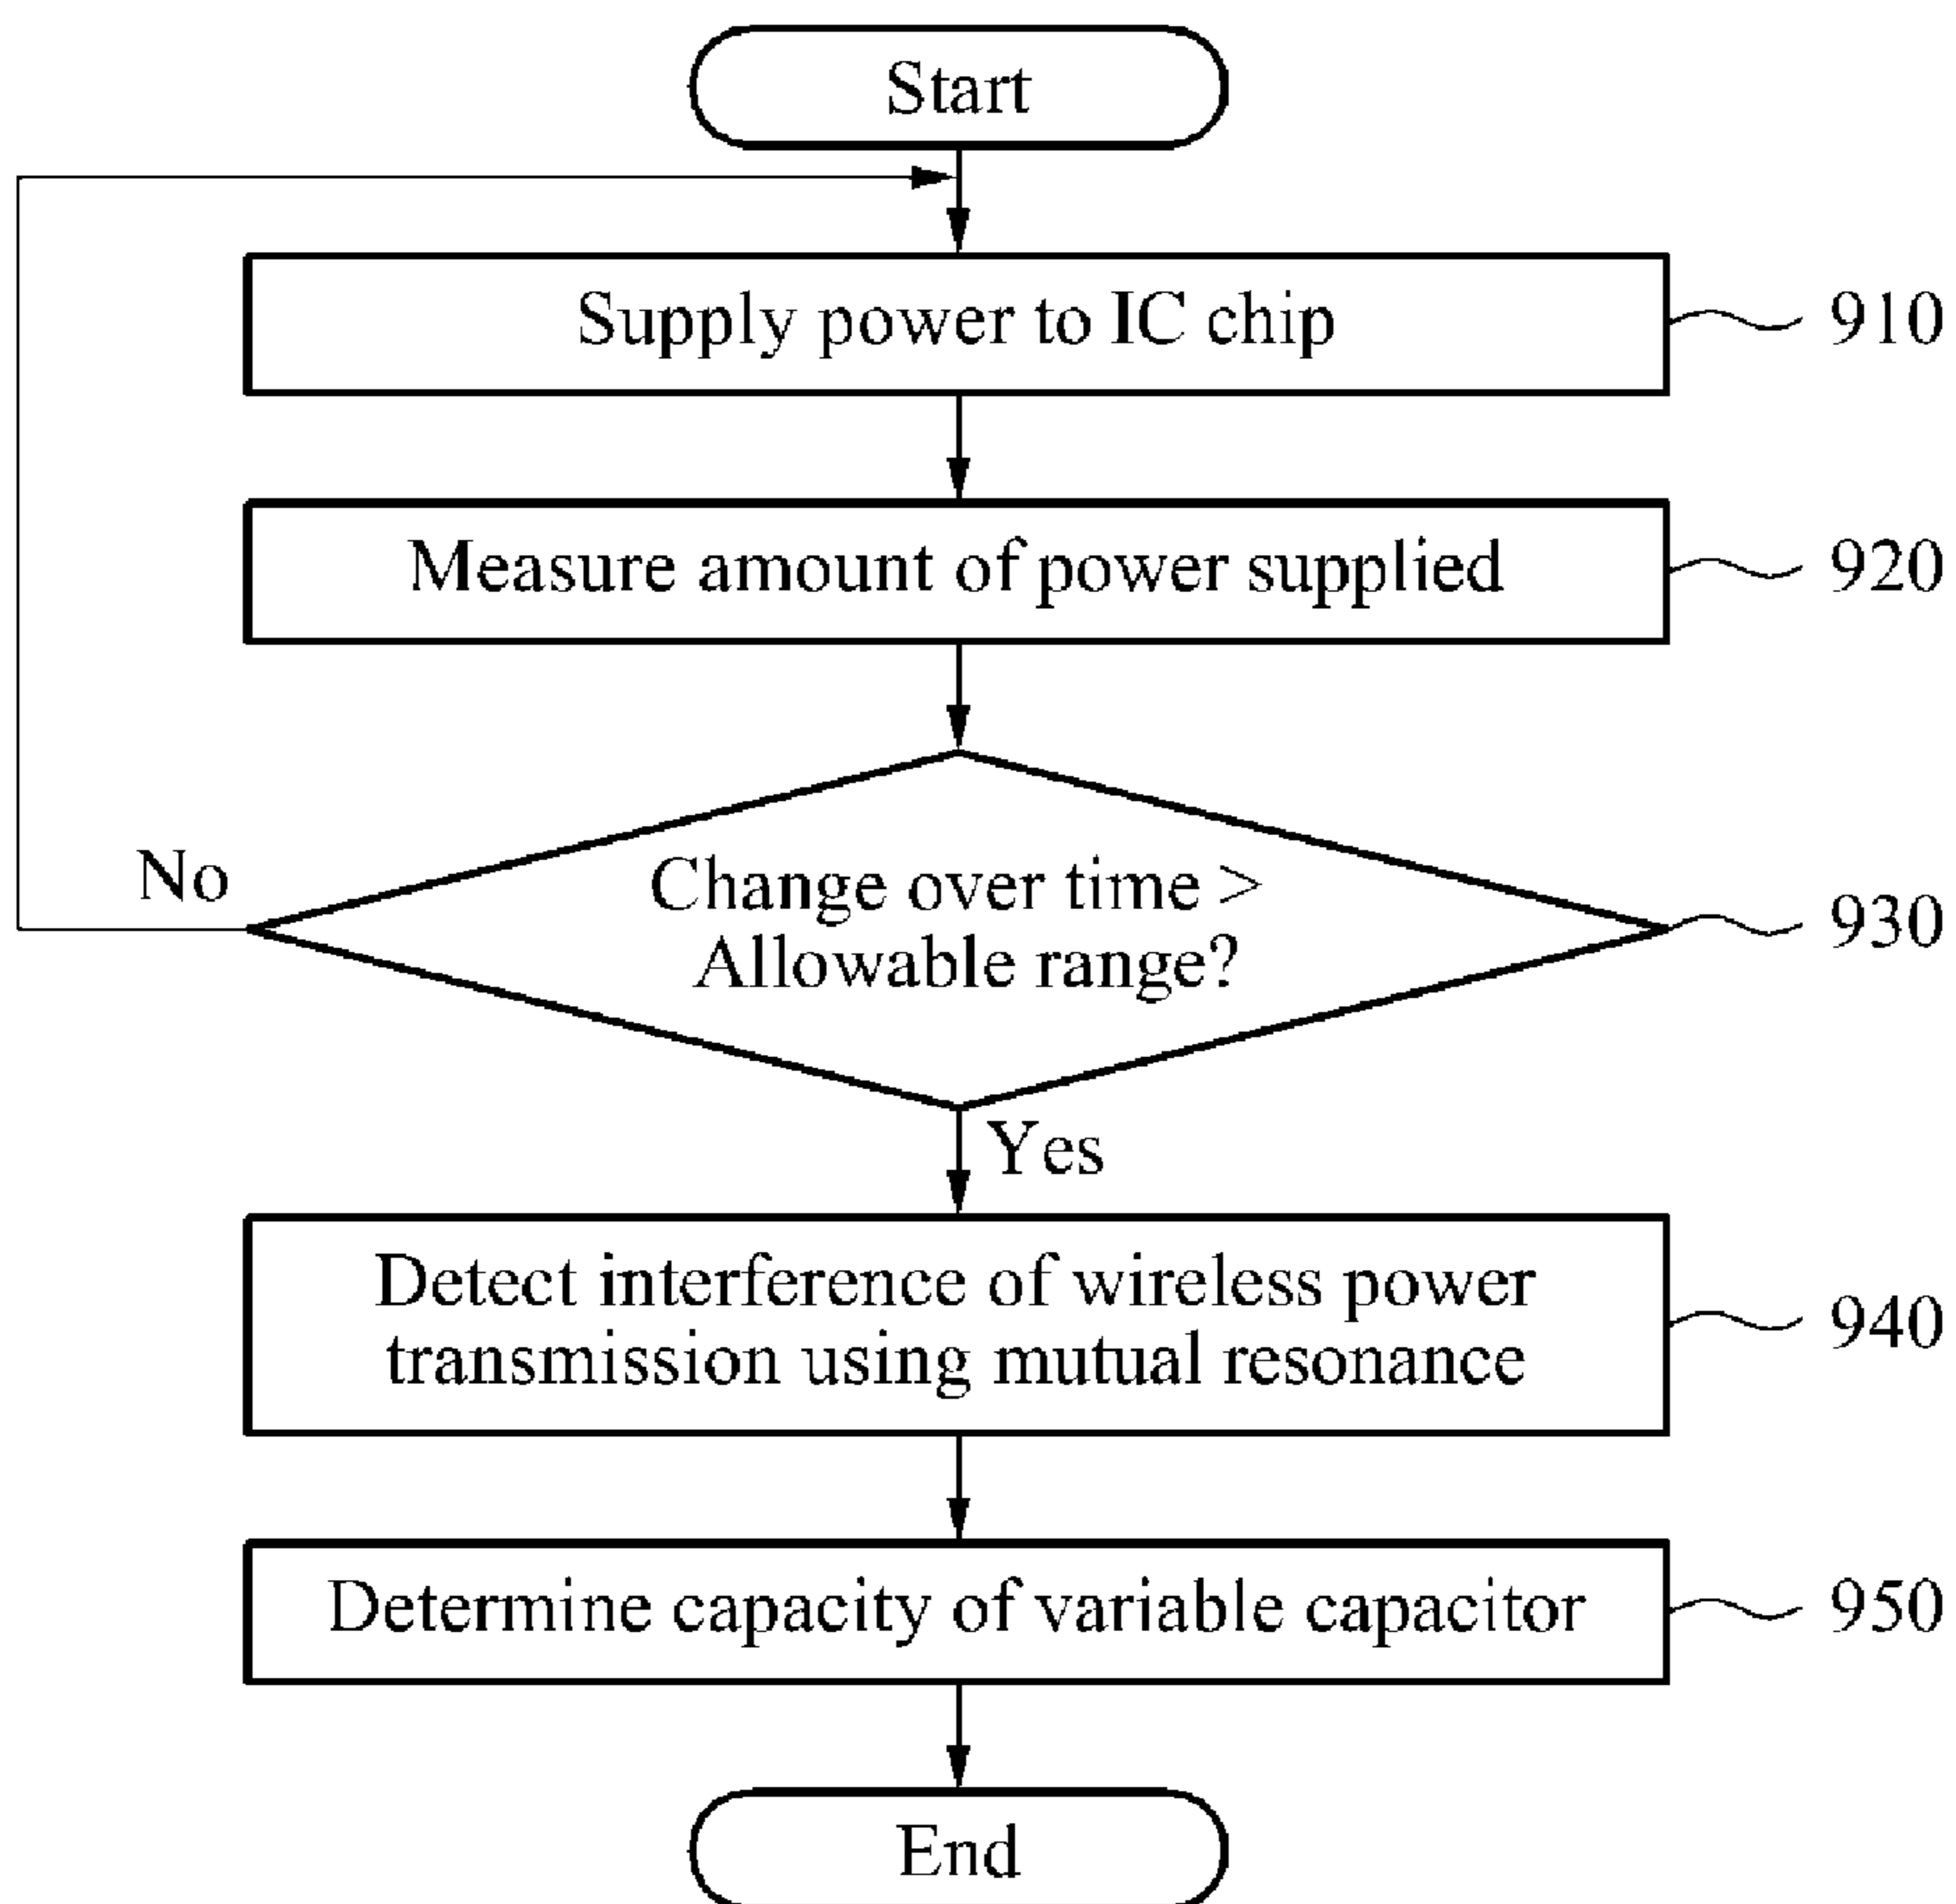 Start
Supply power to IC chip
910
Measure amount of power supplied
920
No
Change over time >
Allowable range?
930
Yes
Detect interference of wireless power
transmission using mutual resonance
940
Determine capacity of variable capacitor
950
End